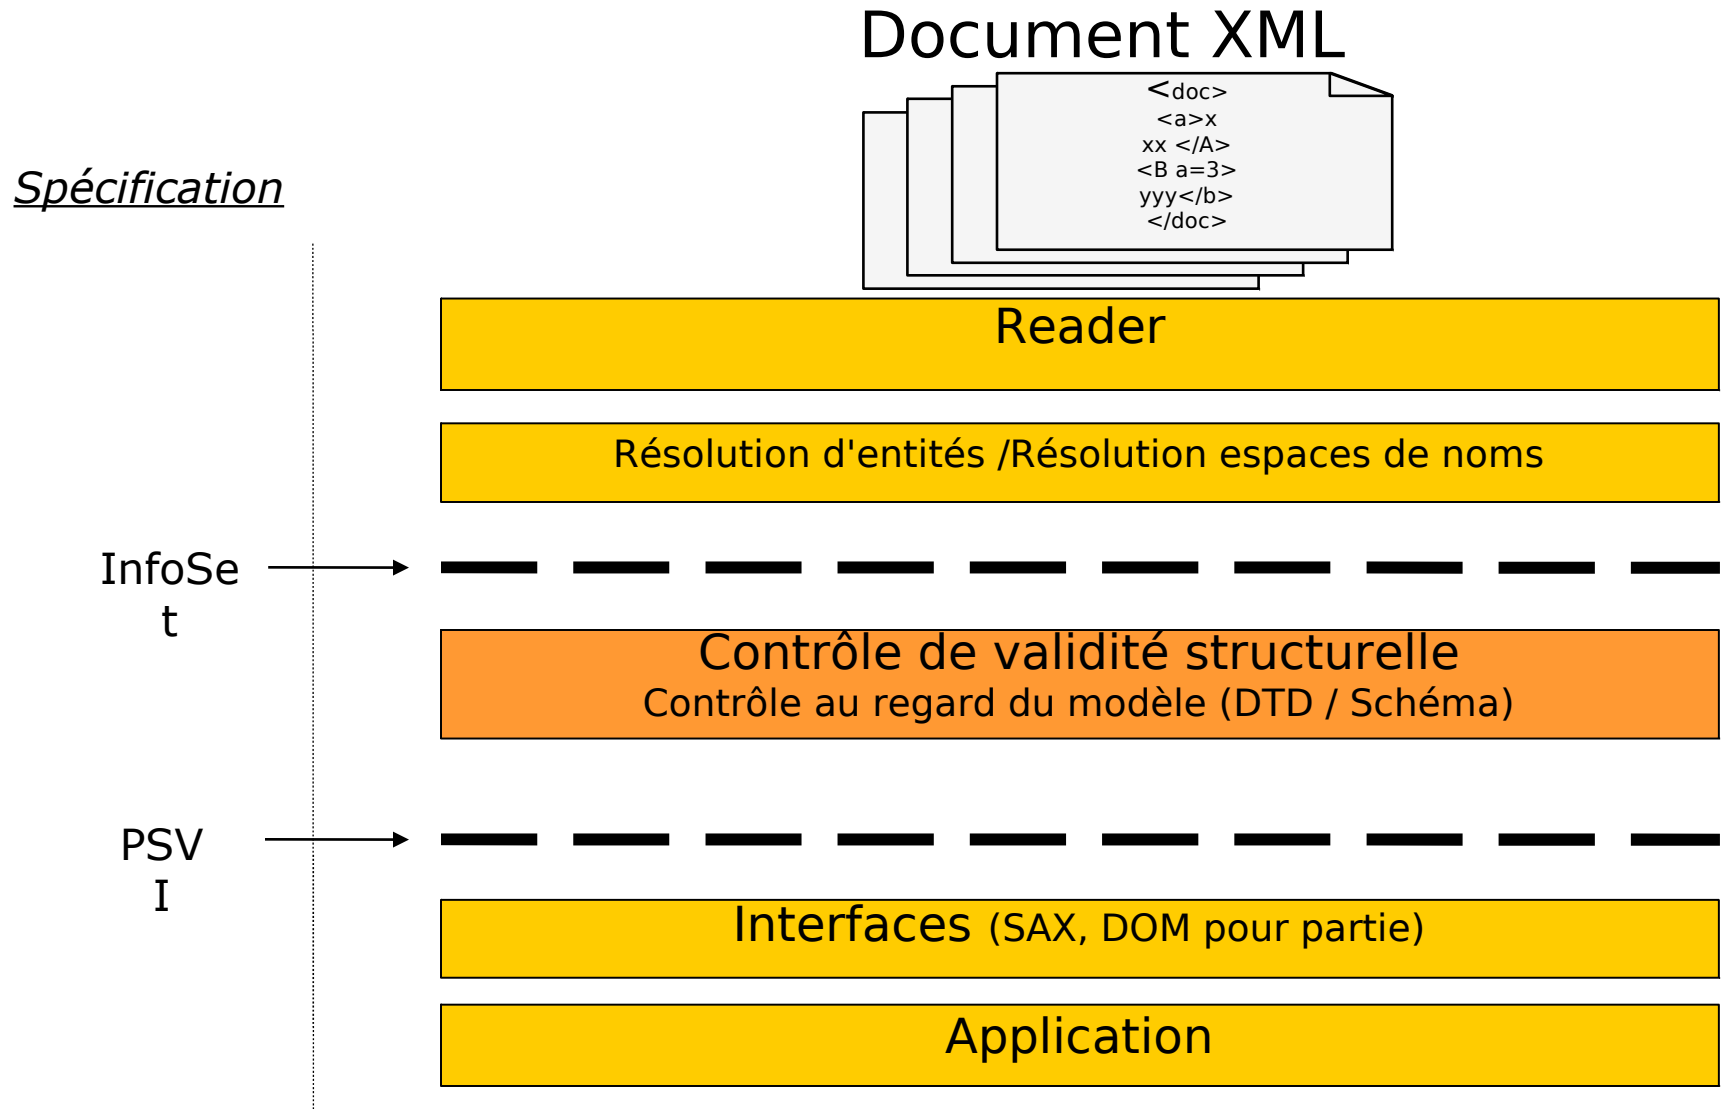 Document XML
<doc>
<a>x
xx </A>
<B a=3>
yyy</b>
</doc>
Spécification
Reader
Résolution d'entités /Résolution espaces de noms
InfoSe
t
Contrôle de validité structurelle
Contrôle au regard du modèle (DTD / Schéma)
PSV
I
Interfaces (SAX, DOM pour partie)
Application